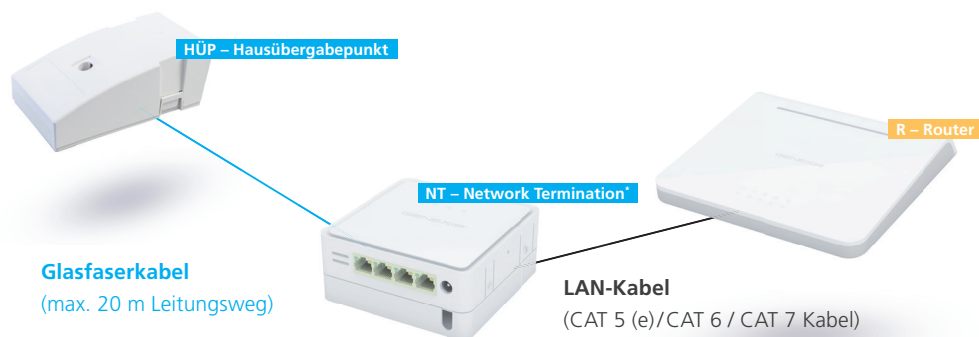 HÜP – Hausübergabepunkt
R – Router
NT – Network Termination*
Glasfaserkabel
(max. 20 m Leitungsweg)
LAN-Kabel
(CAT 5 (e)/CAT 6 / CAT 7 Kabel)